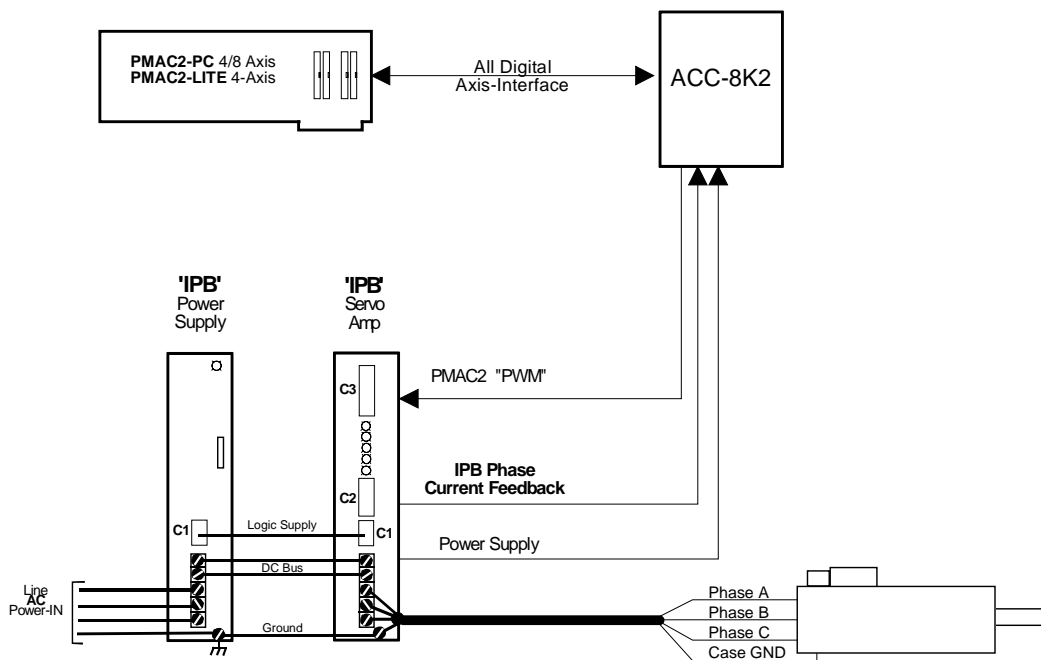 PMAC2-PC 4/8 Axis
PMAC2-LITE 4-Axis
All Digital
Axis-Interface
ACC-8K2
'IPB'
Power
Supply
'IPB'
Servo
Amp
C3
PMAC2 "PWM"
IPB Phase
Current Feedback
C2
C1
Logic Supply
C1
Power Supply
DC Bus
Line
AC
Power-IN
Ground
Phase A
Phase B
Phase C
Case GND